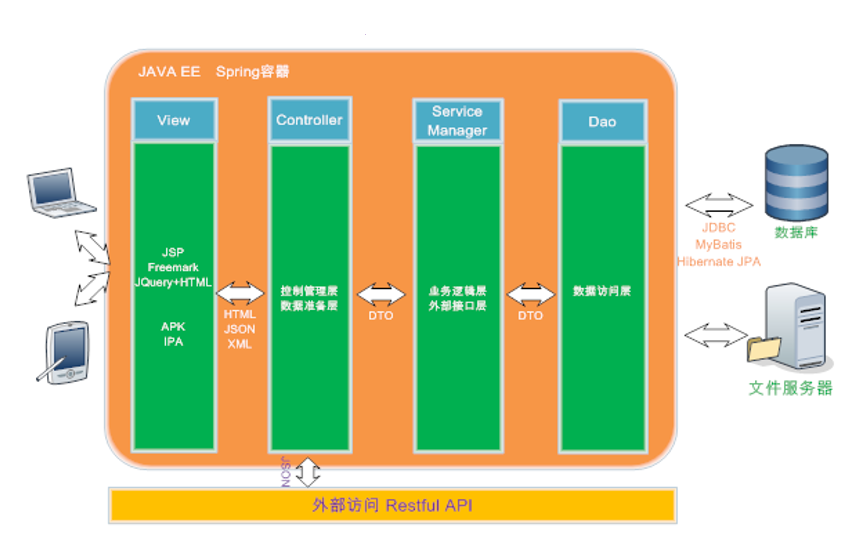 JAVA EE Spring容器
View
Controller
Service
Manager
Dao
JSP
Freemark
JQuery+HTML
APK
IPA
HTML
JSON
XML
控制管理层
数据准备层
DTO
业务逻辑层
外部接口层
DTO
数据访问层
JDBC
MyBatis
Hibernate JPA
数据库
文件服务器
JSON
外部访问 Restful API